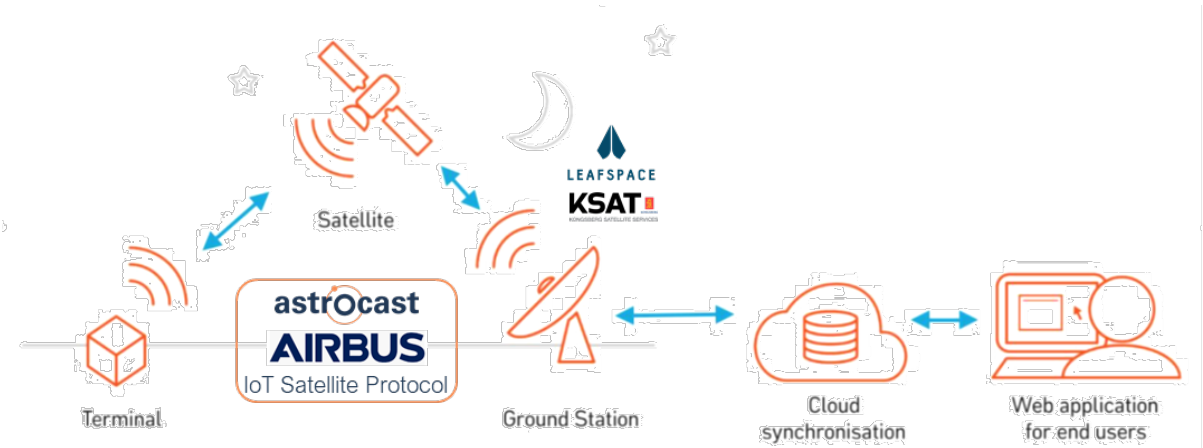 LEAFSPACE
KSAT
KONGSBERG SATELLITE SERVICES
Satellite
astrocast
AIRBUS
IoT Satellite Protocol
Terminal
Ground Station
Cloud
synchronisation
Web application
for end users